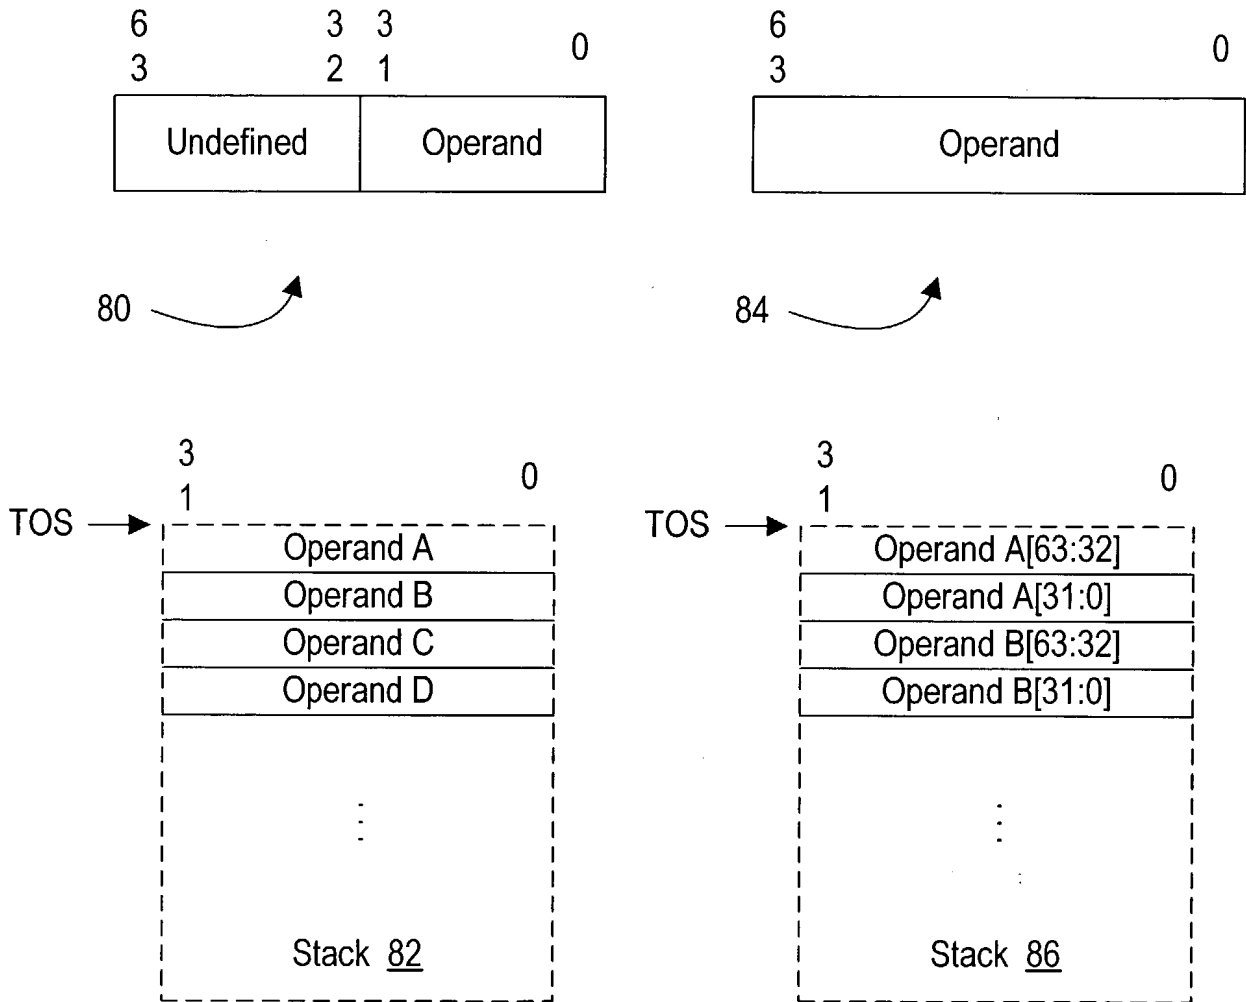 6 3 3 0
3 2 1
Undefined Operand
80
6 0
3
Operand
84
3 0
1
TOS
Operand A
Operand B
Operand C
Operand D
Stack 82
3 0
1
TOS
Operand A[63:32]
Operand A[31:0]
Operand B[63:32]
Operand B[31:0]
Stack 86